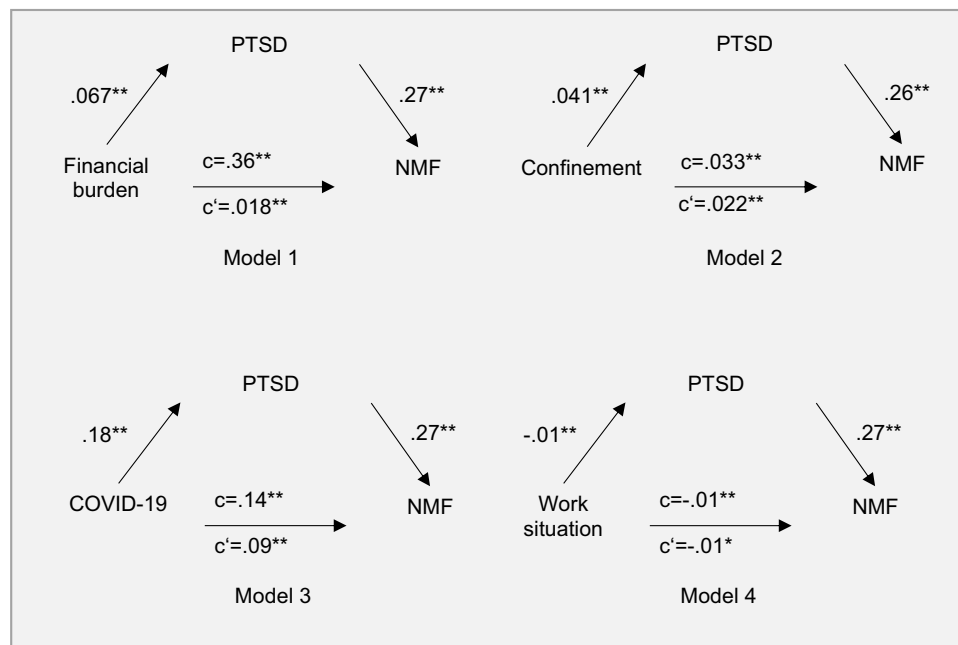 PTSD
.067**
.27**
Financial
burden
c=.36**
c‘=.018**
NMF
Model 1
PTSD
.041**
.26**
Confinement
c=.033**
c‘=.022**
NMF
Model 2
PTSD
.18**
.27**
COVID-19
c=.14**
c‘=.09**
NMF
Model 3
PTSD
-.01**
.27**
Work
situation
c=-.01**
c‘=-.01*
NMF
Model 4